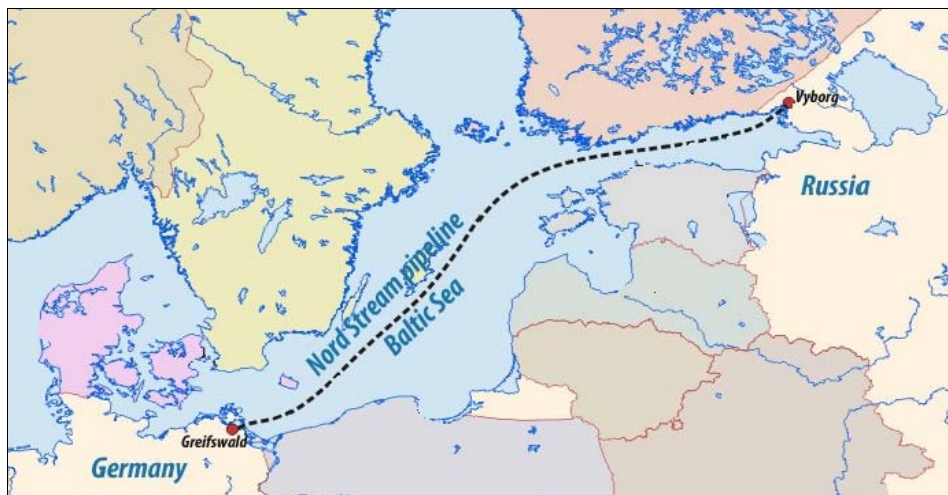 Vyborg
Russia
Nord Stream pipeline
Baltic Sea
Greifswald
Germany